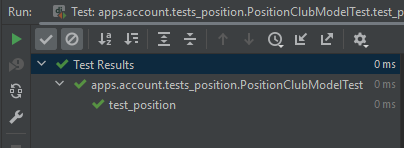 Test: apps.account.tests_position.PositionClubModelTest.test_p
Test Results 0 ms
apps.account.tests_position.PositionClubModelTest 0 ms
test_position 0 ms